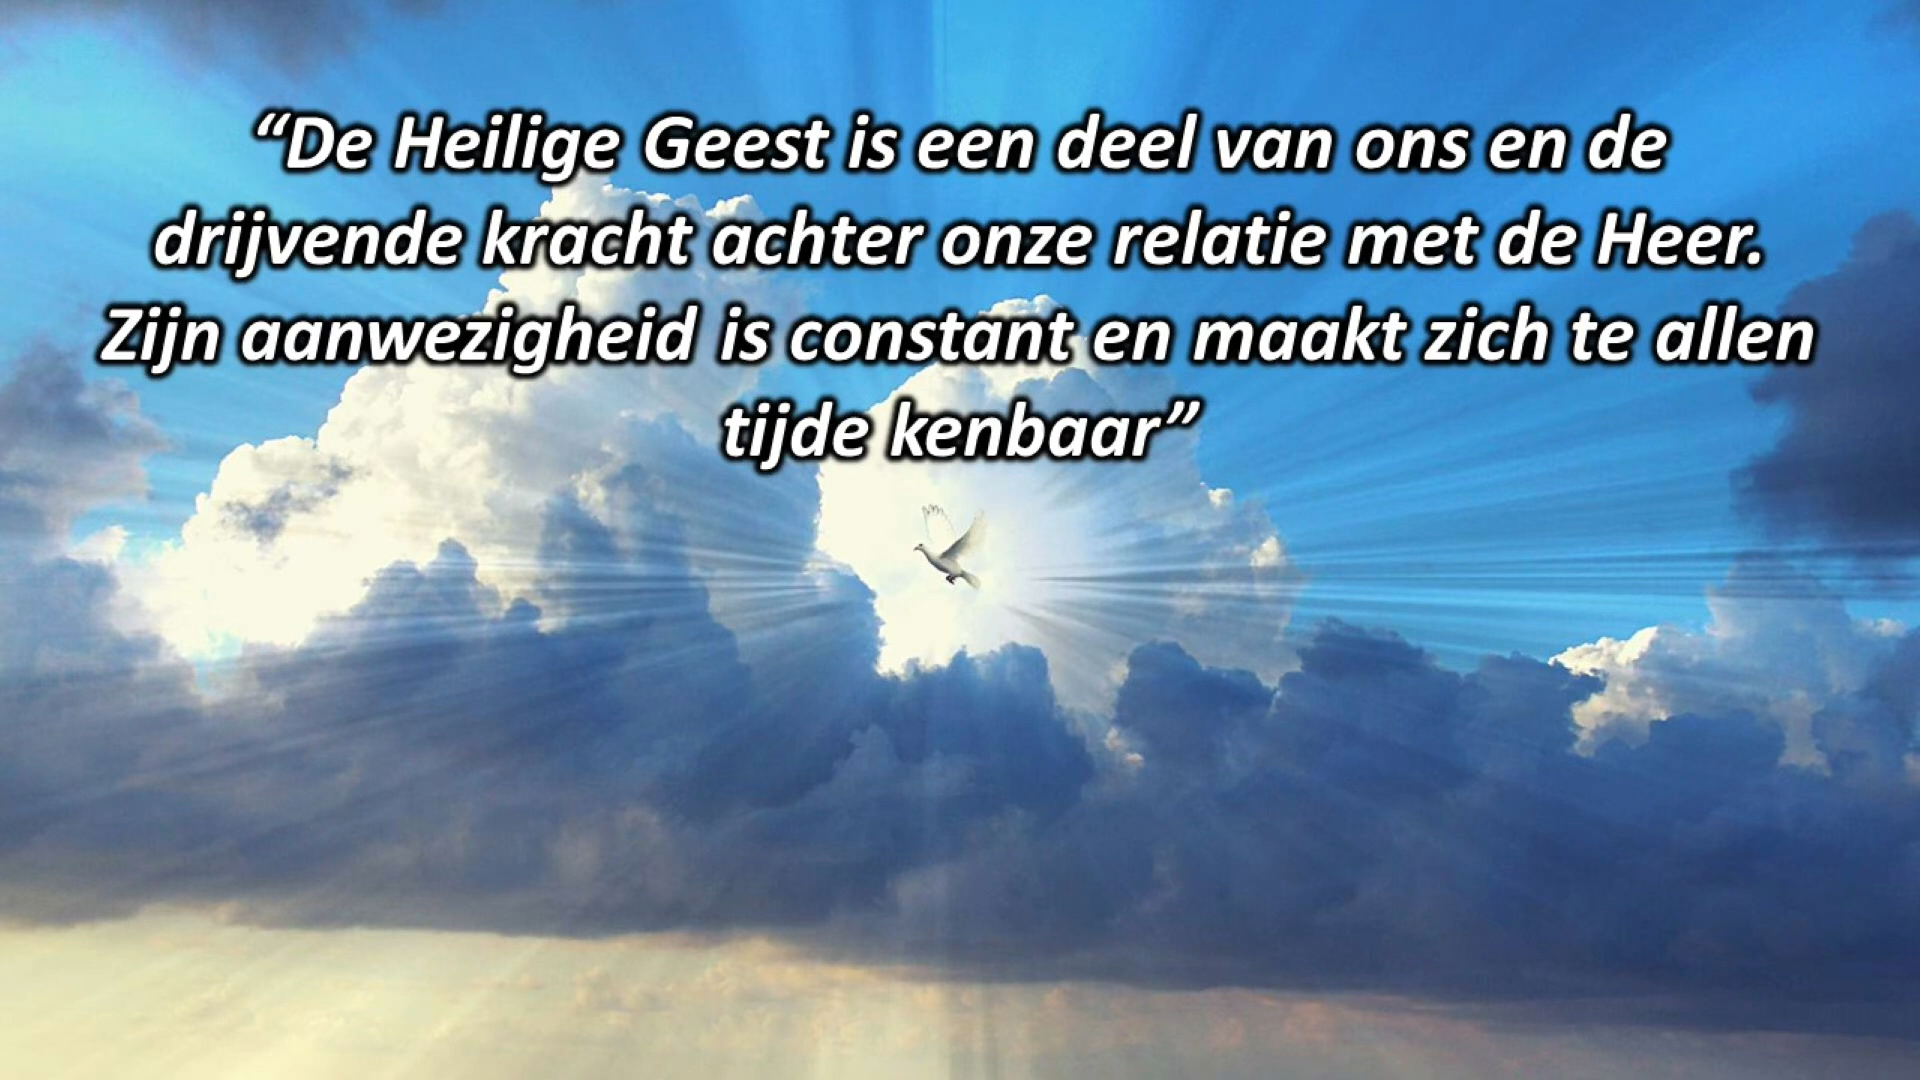 “De Heilige Geest is een deel van ons en de
drijvende kracht achter onze relatie met de Heer.
Zijn aanwezigheid is constant en maakt zich te allen
tijde kenbaar”